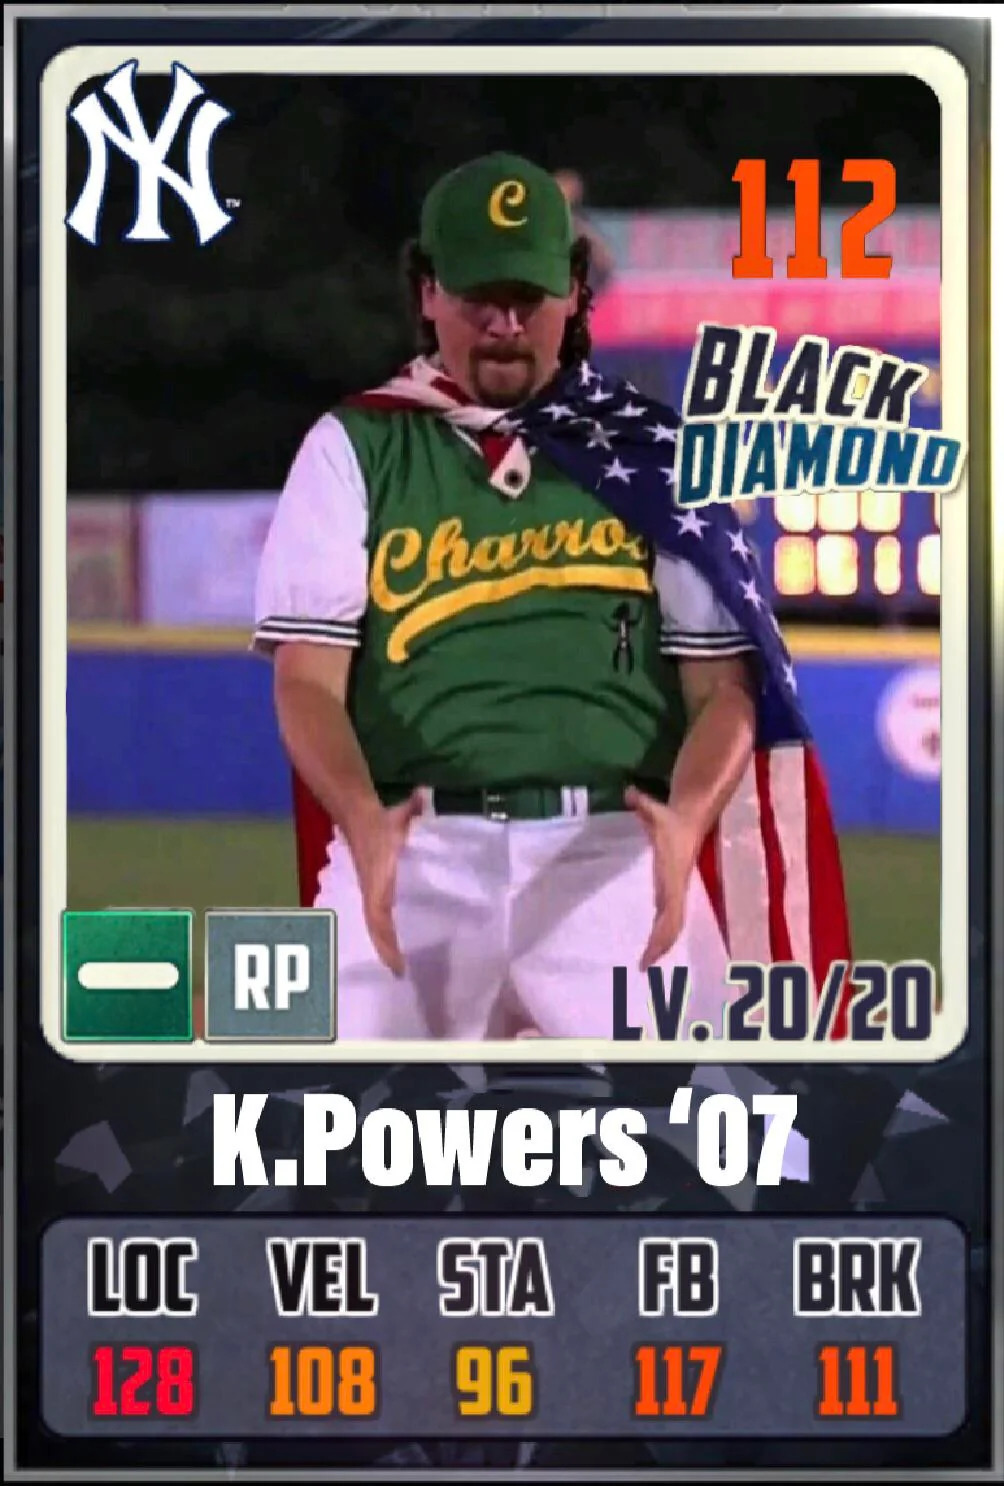 NY
TM
112
C
BLACK
DIAMOND
Charros
RP
LV. 20/20
K.Powers ‘07
LOC VEL STA FB BRK
128 108 96 117 111